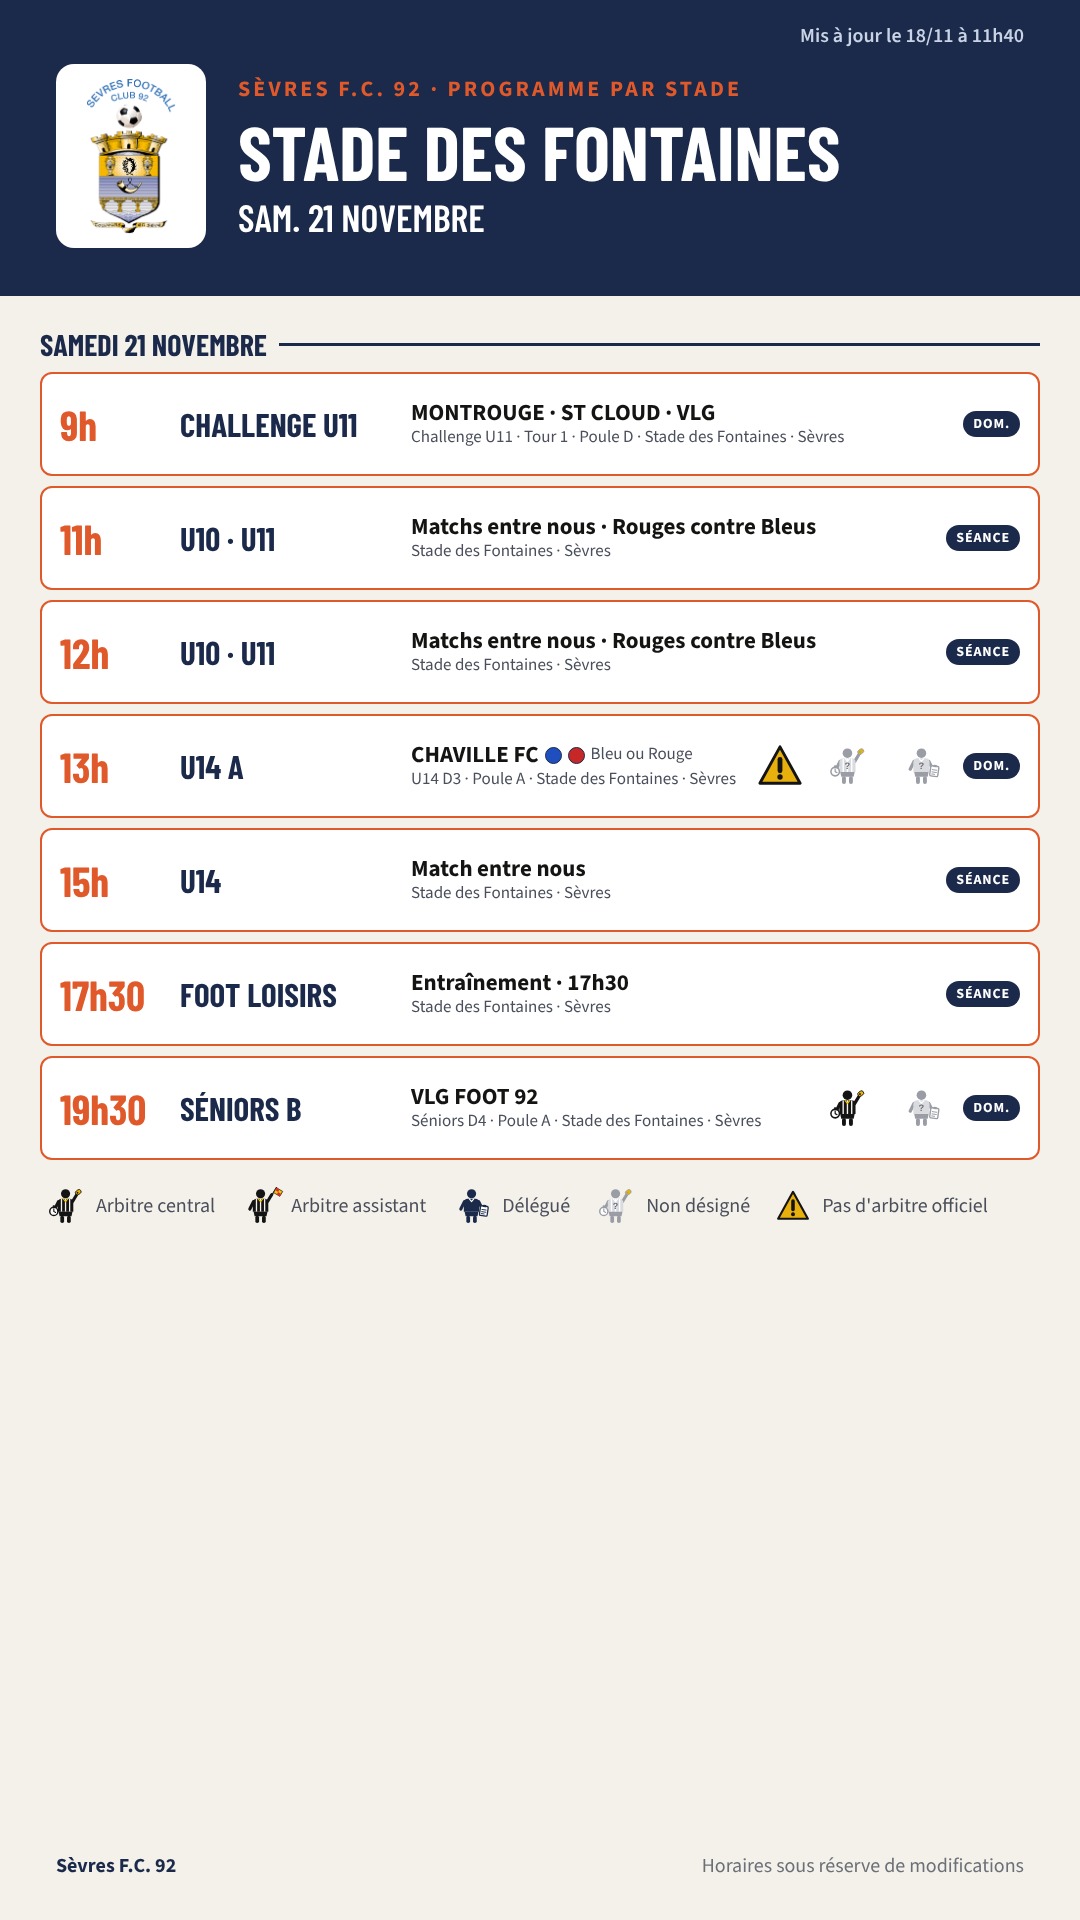 Mis à jour le 18/11 à 11h40
SEVRES FOOTBALL
CLUB 92
SÈVRES F.C. 92 · PROGRAMME PAR STADE
STADE DES FONTAINES
SAM. 21 NOVEMBRE
SAMEDI 21 NOVEMBRE
9h
CHALLENGE U11
MONTROUGE · ST CLOUD · VLG
Challenge U11 · Tour 1 · Poule D · Stade des Fontaines · Sèvres
DOM.
11h
U10 · U11
Matchs entre nous · Rouges contre Bleus
Stade des Fontaines · Sèvres
SÉANCE
12h
U10 · U11
Matchs entre nous · Rouges contre Bleus
Stade des Fontaines · Sèvres
SÉANCE
13h
U14 A
CHAVILLE FC Bleu ou Rouge
U14 D3 · Poule A · Stade des Fontaines · Sèvres
? ?
DOM.
15h
U14
Match entre nous
Stade des Fontaines · Sèvres
SÉANCE
17h30
FOOT LOISIRS
Entraînement · 17h30
Stade des Fontaines · Sèvres
SÉANCE
19h30
SÉNIORS B
VLG FOOT 92
Séniors D4 · Poule A · Stade des Fontaines · Sèvres
?
DOM.
Arbitre central Arbitre assistant Délégué ? Non désigné Pas d'arbitre officiel
Sèvres F.C. 92
Horaires sous réserve de modifications